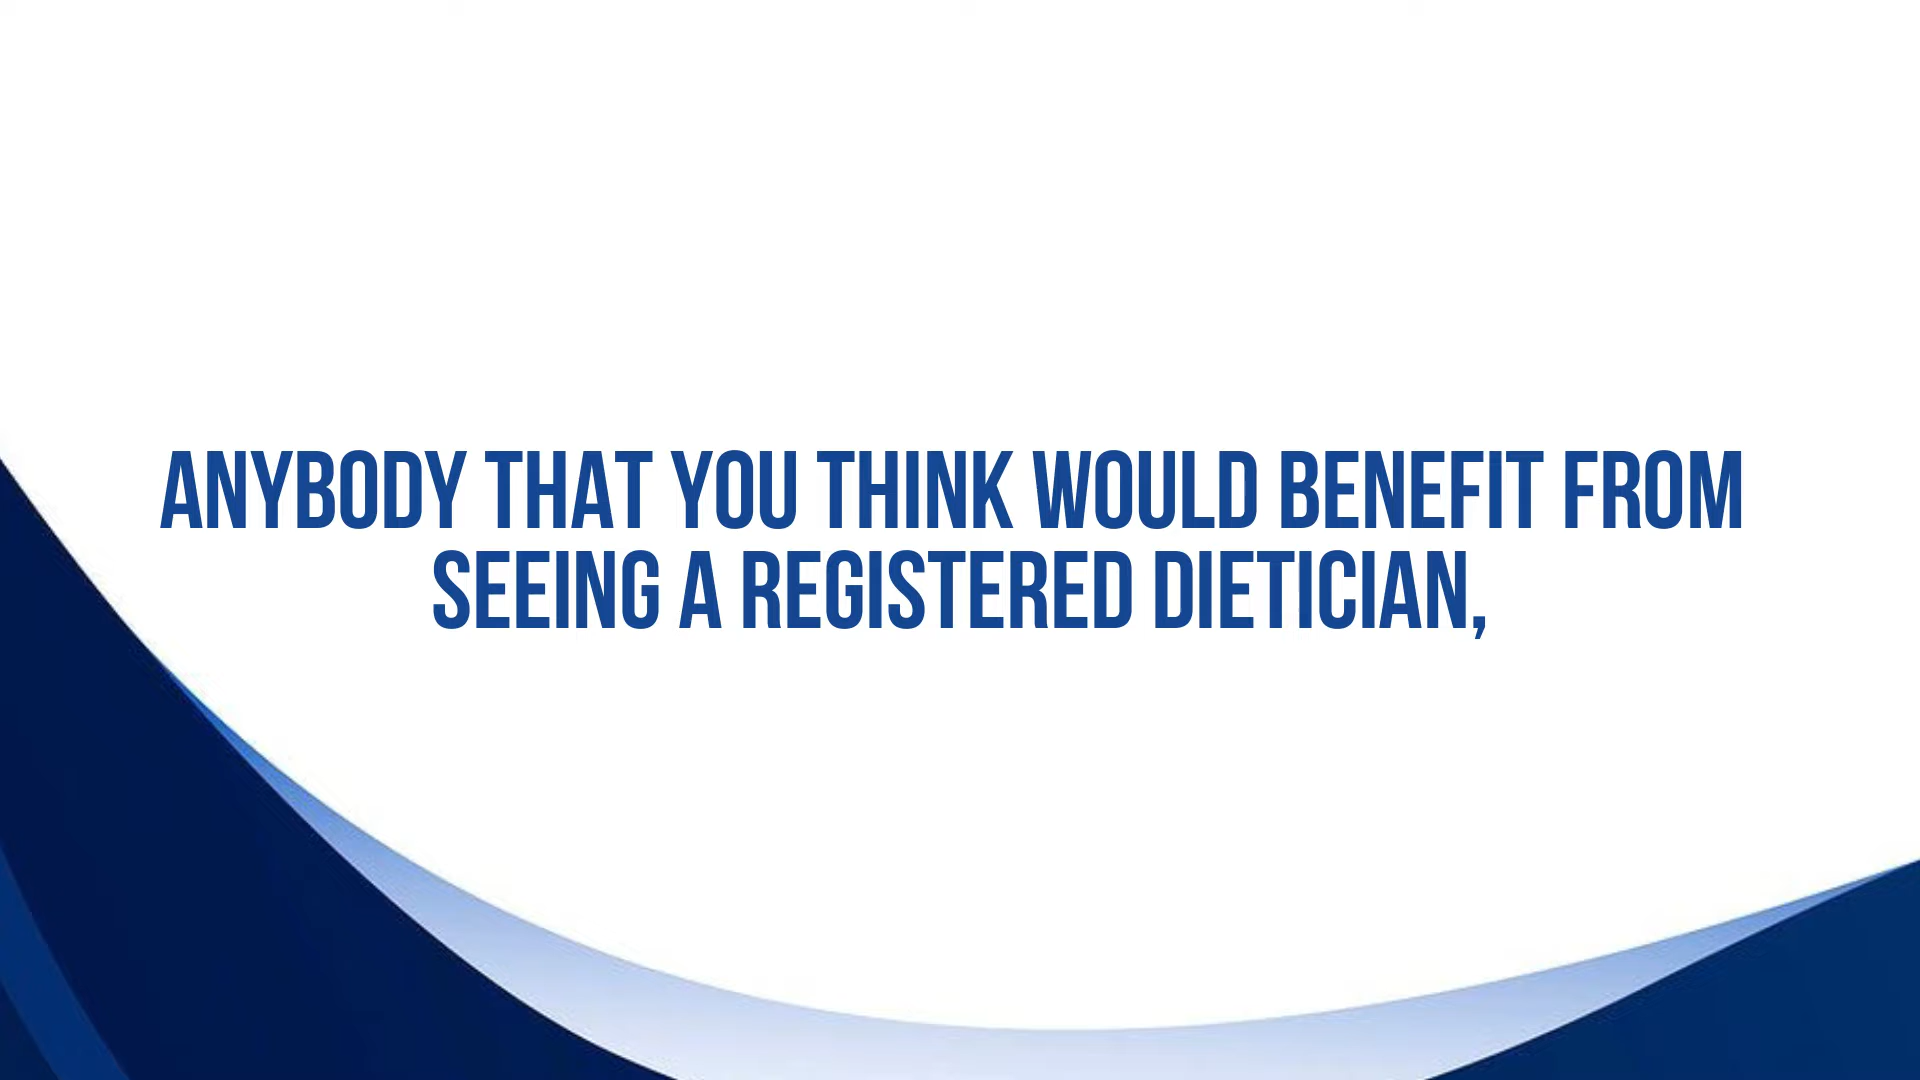 ANYBODY THAT YOU THINK WOULD BENEFIT FROM
SEEING A REGISTERED DIETICIAN,